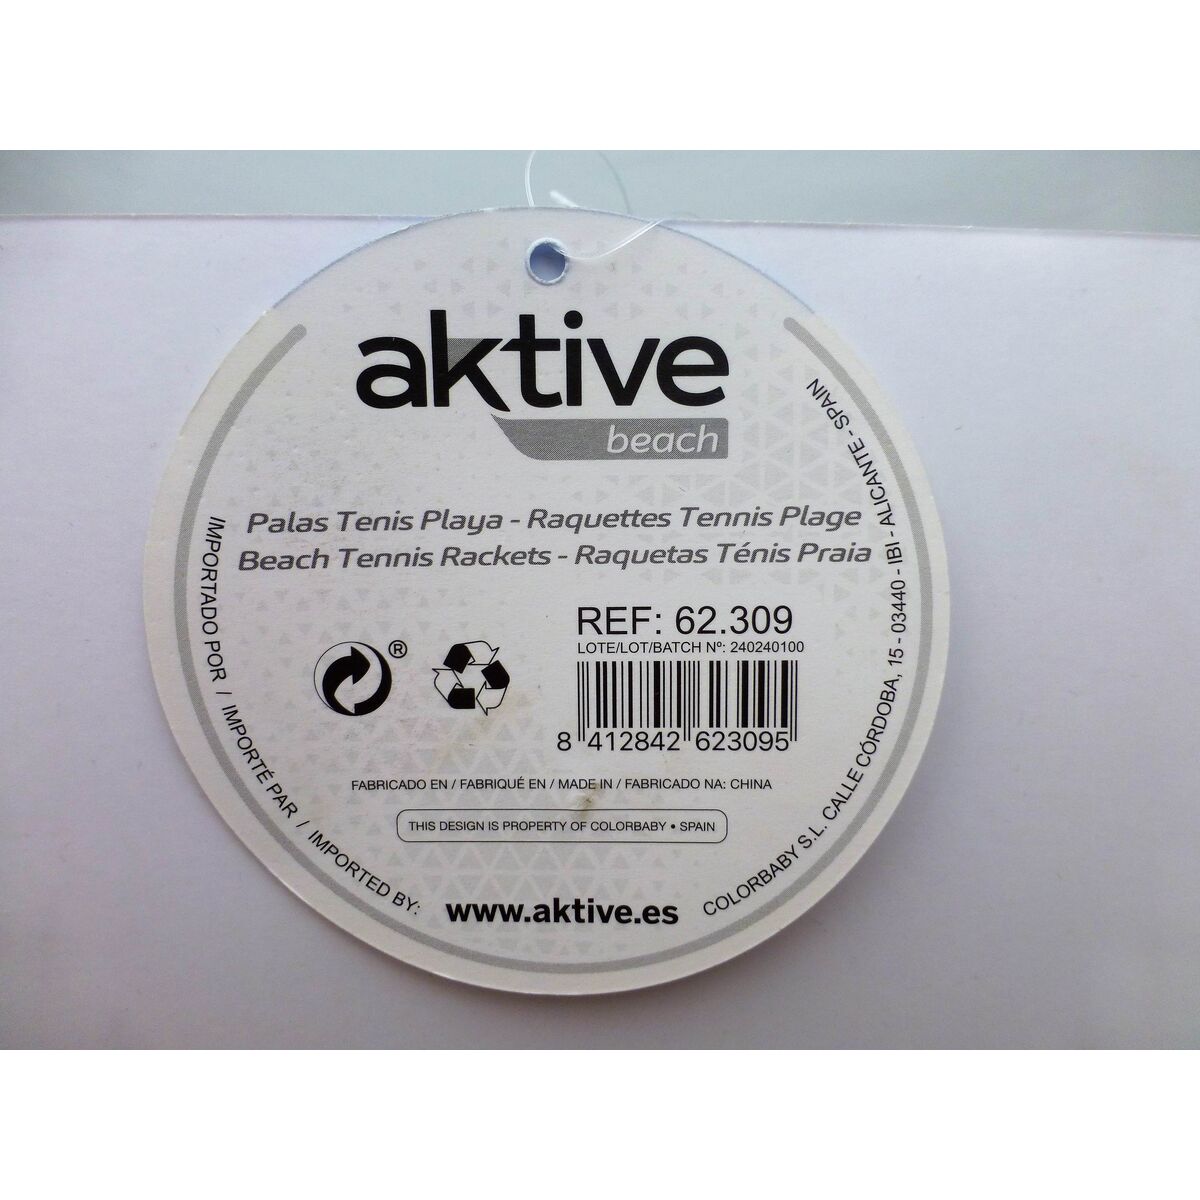 aktive
beach
Palas Tenis Playa - Raquettes Tennis Plage
Beach Tennis Rackets - Raquetas Ténis Praia
REF: 62.309
LOTE/LOT/BATCH Nº: 240240100
®
8 412842 623095
FABRICADO EN / FABRIQUÉ EN / MADE IN / FABRICADO NA: CHINA
THIS DESIGN IS PROPERTY OF COLORBABY • SPAIN
www.aktive.es
IMPORTADO POR / IMPORTÉ PAR / IMPORTED BY:
COLORBABY S.L. CALLE CÓRDOBA, 15 - 03440 - IBI - ALICANTE - SPAIN